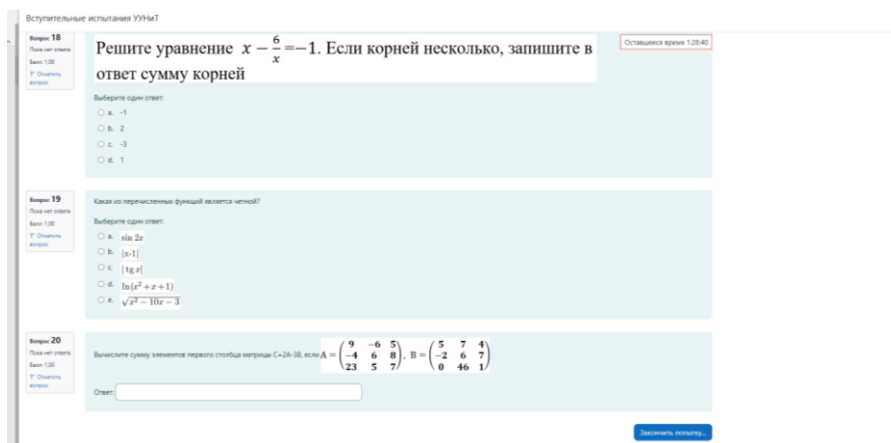 Вступительные испытания УУНиТ
Вопрос 18
Пока нет ответа
Балл: 1,00
Отметить
вопрос
Решите уравнение x − 6/x =−1. Если корней несколько, запишите в
ответ сумму корней
Оставшееся время 1:28:40
Выберите один ответ:
a. -1
b. 2
c. -3
d. 1
Вопрос 19
Пока нет ответа
Балл: 1,00
Отметить
вопрос
Какая из перечисленных функций является четной?
Выберите один ответ:
a. sin 2x
b. |x-1|
c. | tg x|
d. ln(x² + x + 1)
e. √(x² − 10x − 3)
Вопрос 20
Пока нет ответа
Балл: 1,00
Отметить
вопрос
Вычислите сумму элементов первого столбца матрицы C=2A-3B, если A = ( 9 −6 5 ; −4 6 8 ; 23 5 7 ), B = ( 5 7 4 ; −2 6 7 ; 0 46 1 )
Ответ:
Закончить попытку...